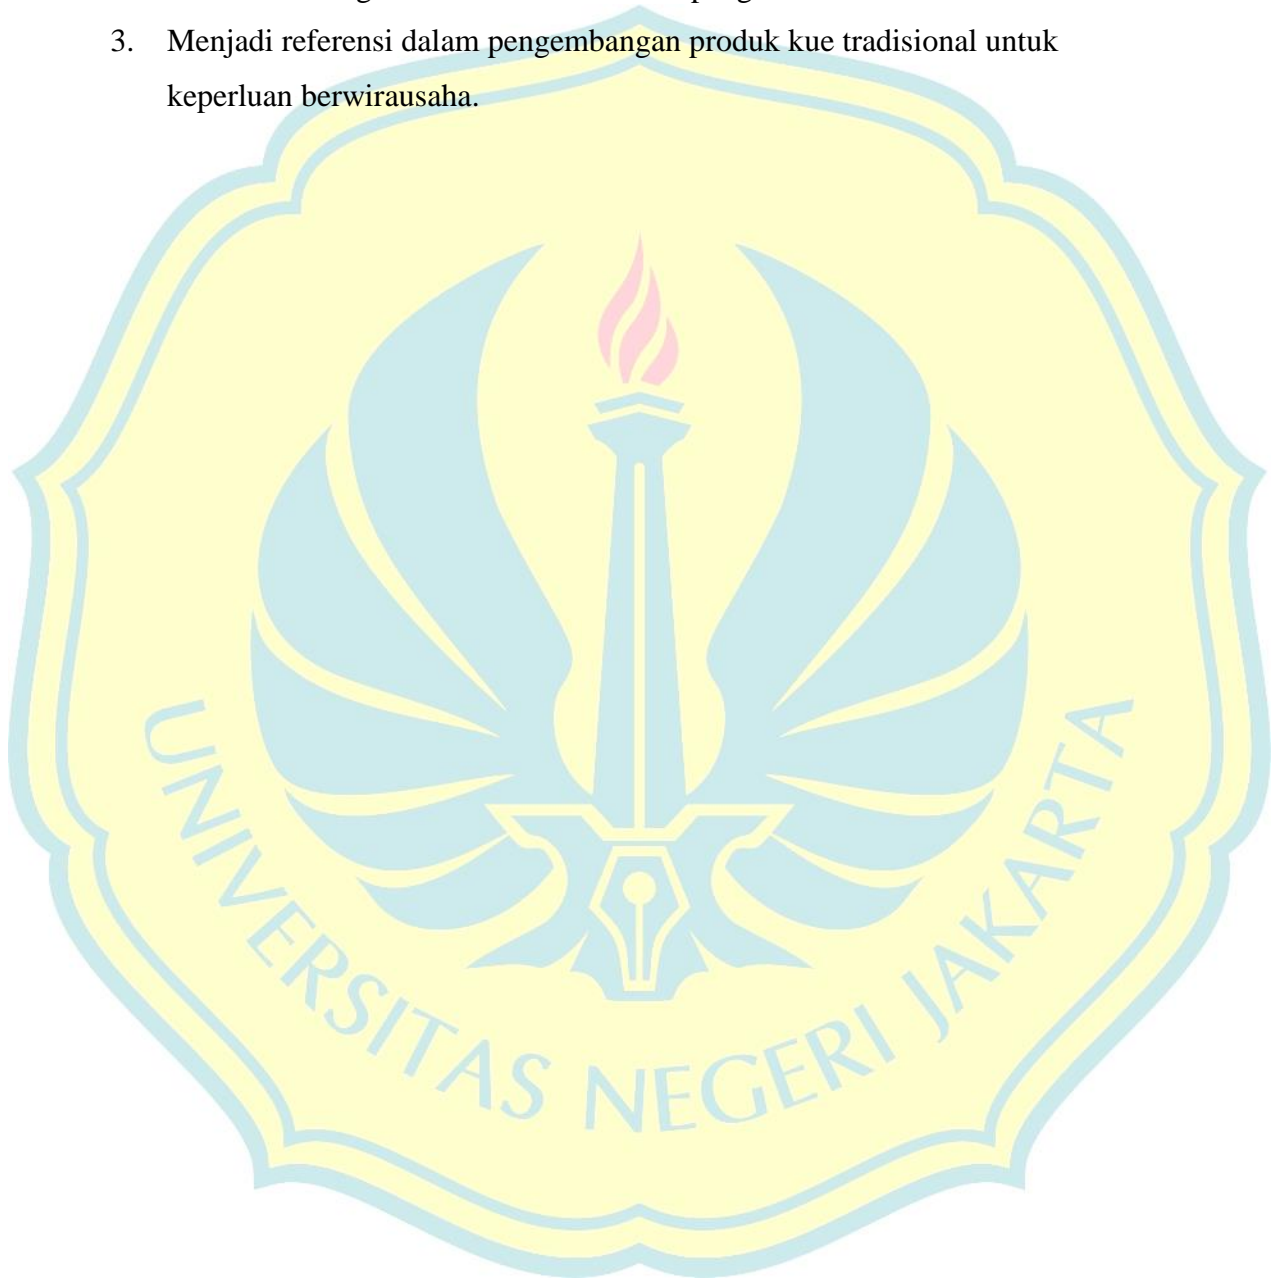 3. Menjadi referensi dalam pengembangan produk kue tradisional untuk
keperluan berwirausaha.
UNIVERSITAS NEGERI JAKARTA